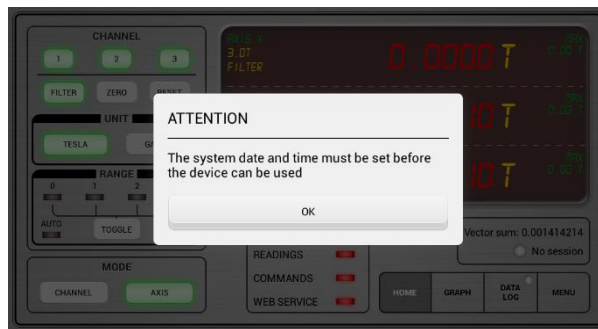 CHANNEL
1 2 3
FILTER ZERO RESET
UNIT
TESLA
RANGE
0 1 2
AUTO
TOGGLE
MODE
CHANNEL AXIS
AXIS X
3.0T
FILTER
0.0000 T
0.00 T
ATTENTION
The system date and time must be set before
the device can be used
OK
Vector sum: 0.001414214
No session
READINGS
COMMANDS
WEB SERVICE
HOME GRAPH DATA LOG MENU